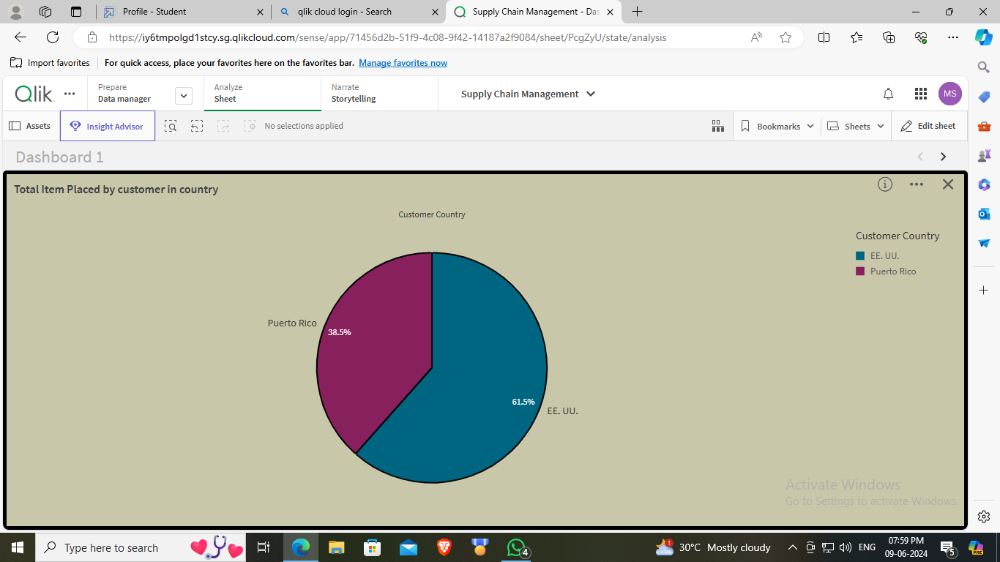 Profile - Student
qlik cloud login - Search
Supply Chain Management - Das
https://iy6tmpolgd1stcy.sg.qlikcloud.com/sense/app/71456d2b-51f9-4c08-9f42-14187a2f9084/sheet/PcgZyU/state/analysis
Import favorites
For quick access, place your favorites here on the favorites bar. Manage favorites now
Qlik
Prepare
Data manager
Analyze
Sheet
Narrate
Storytelling
Supply Chain Management
MS
Assets
Insight Advisor
No selections applied
Bookmarks
Sheets
Edit sheet
Dashboard 1
Total Item Placed by customer in country
Customer Country
Customer Country
EE. UU.
Puerto Rico
Puerto Rico
38.5%
61.5%
EE. UU.
Activate Windows
Go to Settings to activate Windows.
Type here to search
4
1
30°C Mostly cloudy
ENG
07:59 PM
09-06-2024
5
PRE